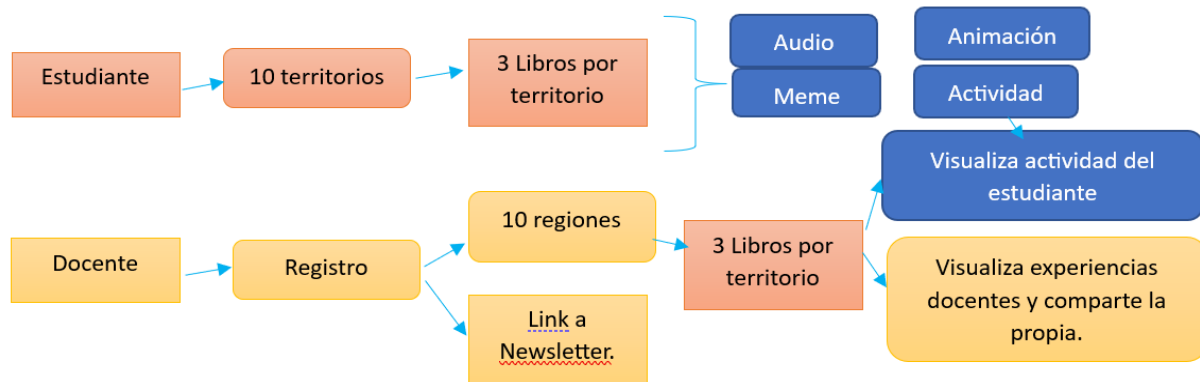 Estudiante
10 territorios
3 Libros por
territorio
Audio
Meme
Animación
Actividad
Visualiza actividad del
estudiante
Docente
Registro
10 regiones
Link a
Newsletter.
3 Libros por
territorio
Visualiza experiencias
docentes y comparte la
propia.